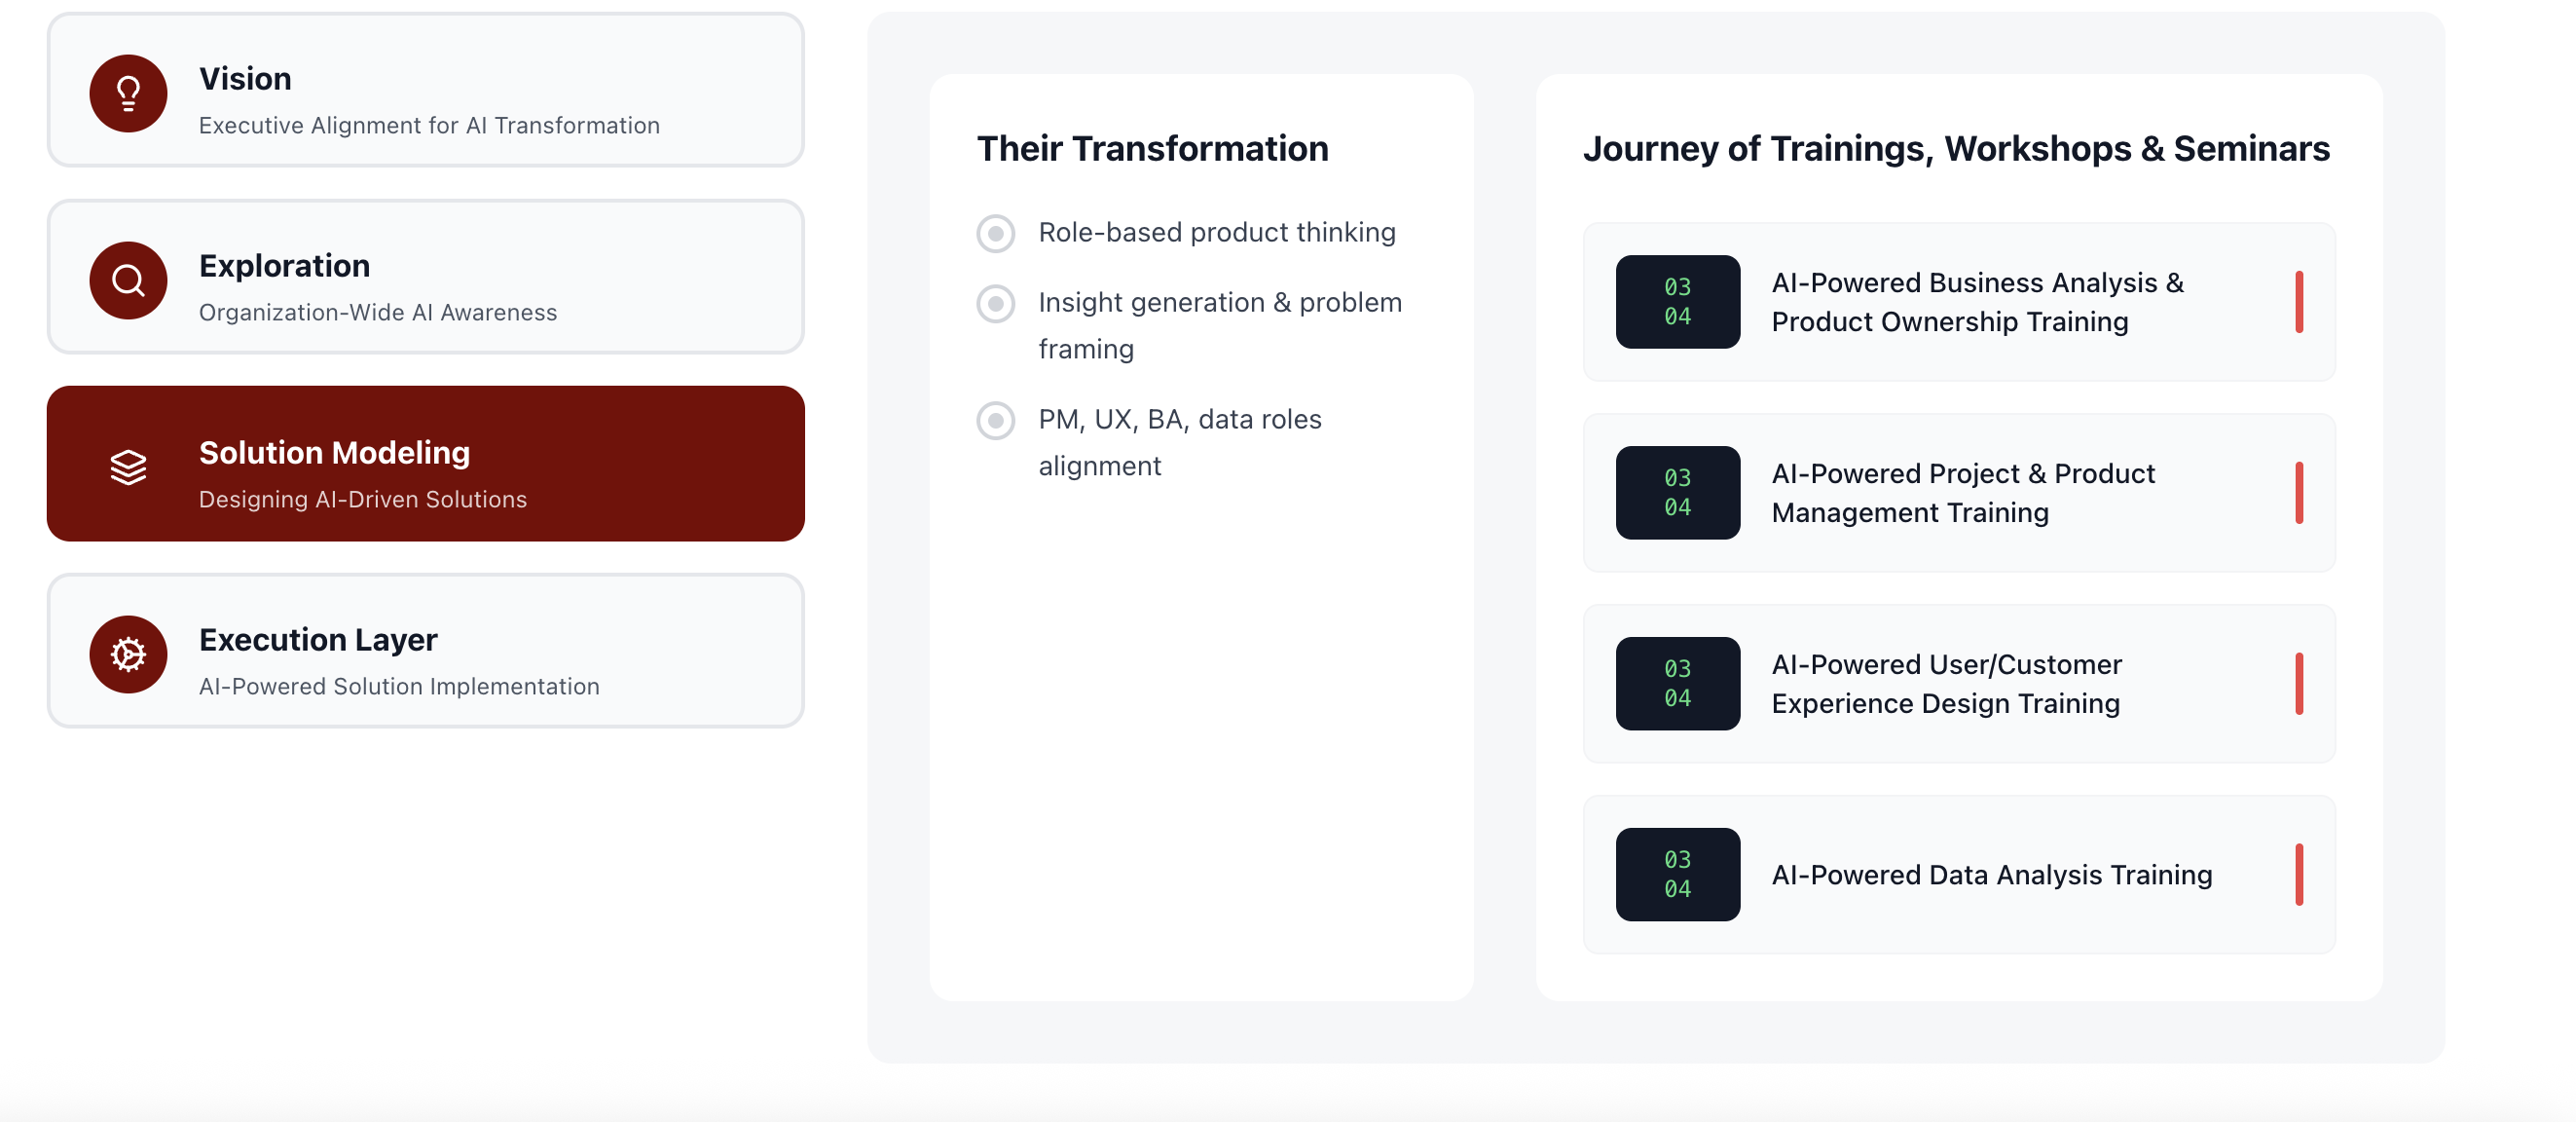 Vision
Executive Alignment for AI Transformation
Exploration
Organization-Wide AI Awareness
Solution Modeling
Designing AI-Driven Solutions
Execution Layer
AI-Powered Solution Implementation
Their Transformation
Role-based product thinking
Insight generation & problem
framing
PM, UX, BA, data roles
alignment
Journey of Trainings, Workshops & Seminars
03
04
AI-Powered Business Analysis &
Product Ownership Training
03
04
AI-Powered Project & Product
Management Training
03
04
AI-Powered User/Customer
Experience Design Training
03
04
AI-Powered Data Analysis Training